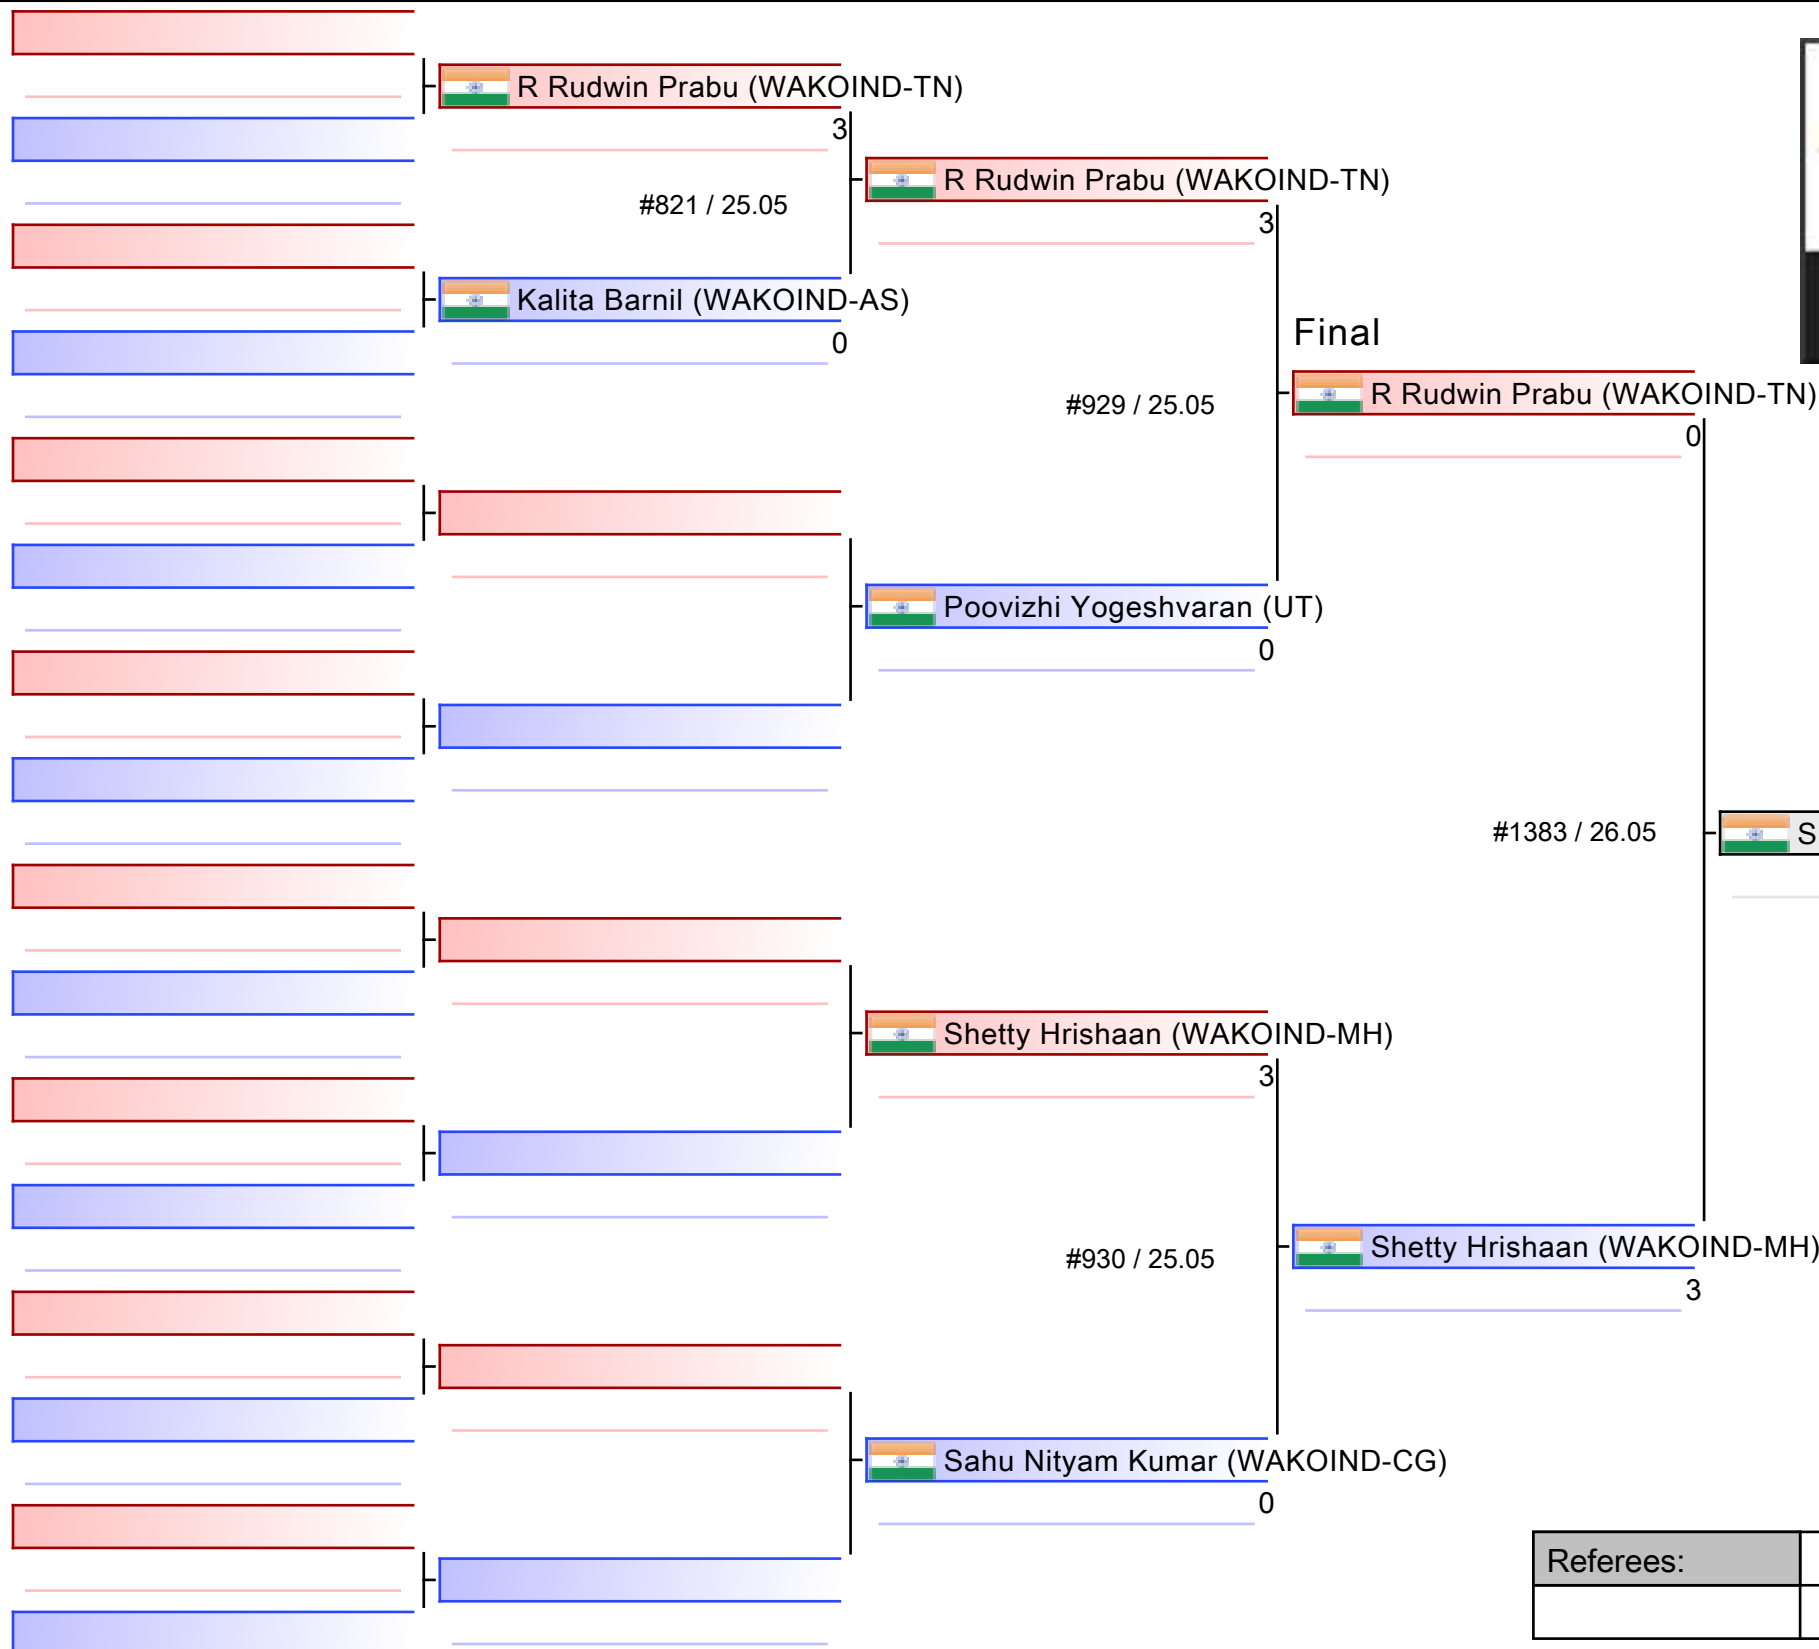 R Rudwin Prabu (WAKOIND-TN)
3
#821 / 25.05
Kalita Barnil (WAKOIND-AS)
0
R Rudwin Prabu (WAKOIND-TN)
3
#929 / 25.05
Poovizhi Yogeshvaran (UT)
0
Final
R Rudwin Prabu (WAKOIND-TN)
0
#1383 / 26.05
S
Shetty Hrishaan (WAKOIND-MH)
3
#930 / 25.05
Sahu Nityam Kumar (WAKOIND-CG)
0
Shetty Hrishaan (WAKOIND-MH)
3
Referees: